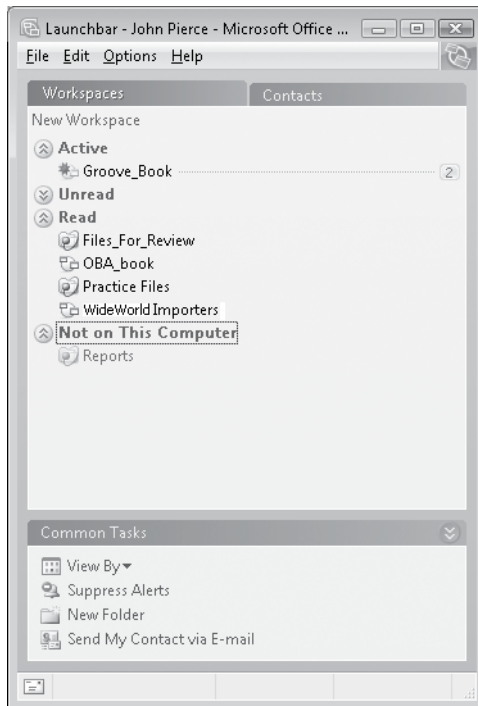 Launchbar - John Pierce - Microsoft Office ...
File Edit Options Help
Workspaces Contacts
New Workspace
Active
Groove_Book 2
Unread
Read
Files_For_Review
OBA_book
Practice Files
WideWorld Importers
Not on This Computer
Reports
Common Tasks
View By
Suppress Alerts
New Folder
Send My Contact via E-mail